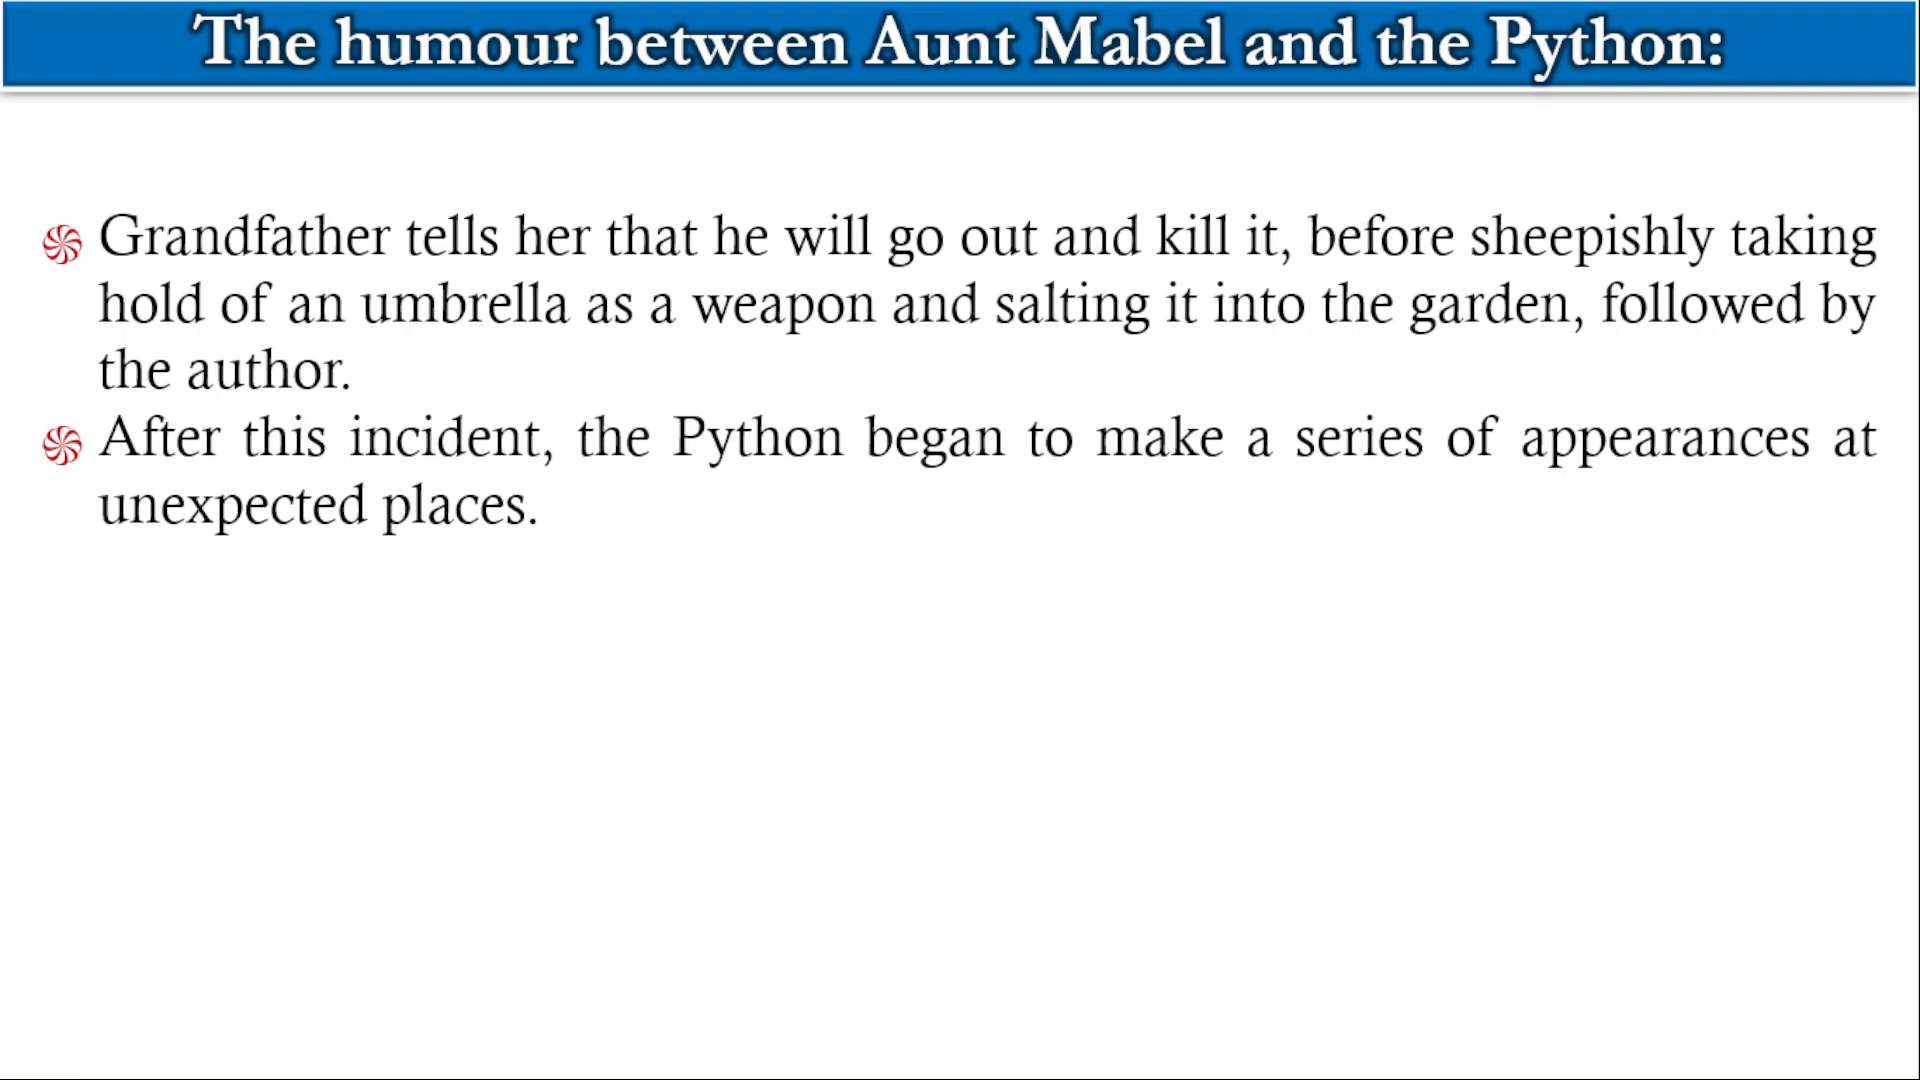 The humour between Aunt Mabel and the Python:
Grandfather tells her that he will go out and kill it, before sheepishly taking
hold of an umbrella as a weapon and salting it into the garden, followed by
the author.
After this incident, the Python began to make a series of appearances at
unexpected places.